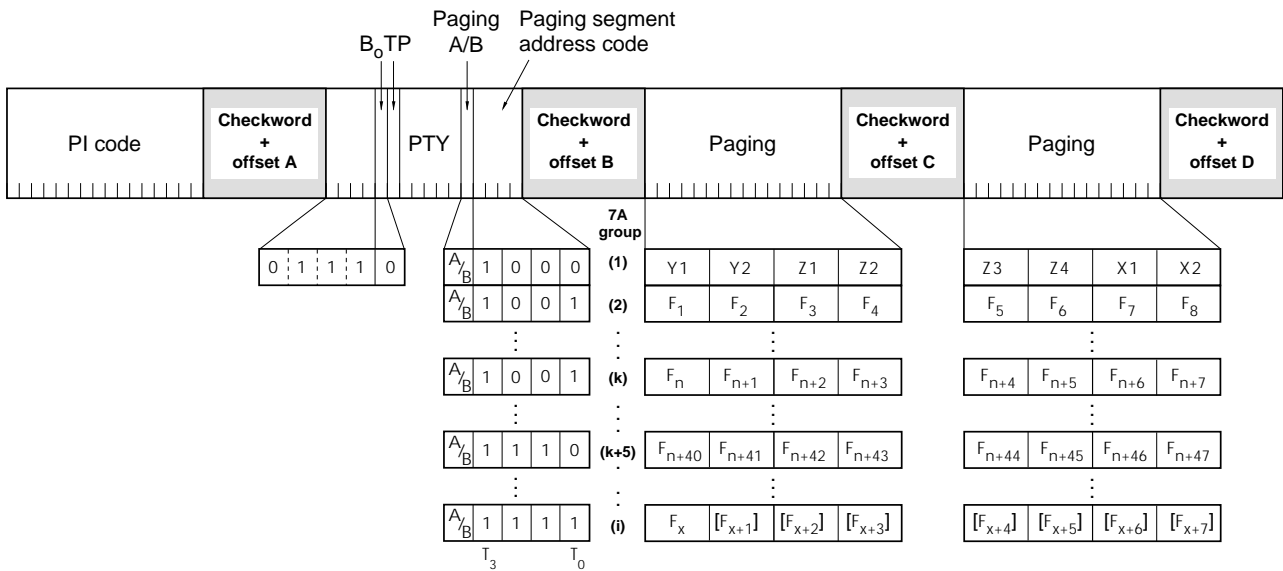 Paging A/B
Paging segment address code
B₀ TP
PI code
Checkword + offset A
PTY
Checkword + offset B
Paging
Checkword + offset C
Paging
Checkword + offset D
7A group
0 1 1 1 0
A/B 1 0 0 0 (1) Y1 Y2 Z1 Z2 Z3 Z4 X1 X2
A/B 1 0 0 1 (2) F₁ F₂ F₃ F₄ F₅ F₆ F₇ F₈
A/B 1 0 0 1 (k) Fₙ Fₙ₊₁ Fₙ₊₂ Fₙ₊₃ Fₙ₊₄ Fₙ₊₅ Fₙ₊₆ Fₙ₊₇
A/B 1 1 1 0 (k+5) Fₙ₊₄₀ Fₙ₊₄₁ Fₙ₊₄₂ Fₙ₊₄₃ Fₙ₊₄₄ Fₙ₊₄₅ Fₙ₊₄₆ Fₙ₊₄₇
A/B 1 1 1 1 (i) Fₓ [Fₓ₊₁] [Fₓ₊₂] [Fₓ₊₃] [Fₓ₊₄] [Fₓ₊₅] [Fₓ₊₆] [Fₓ₊₇]
T₃ T₀